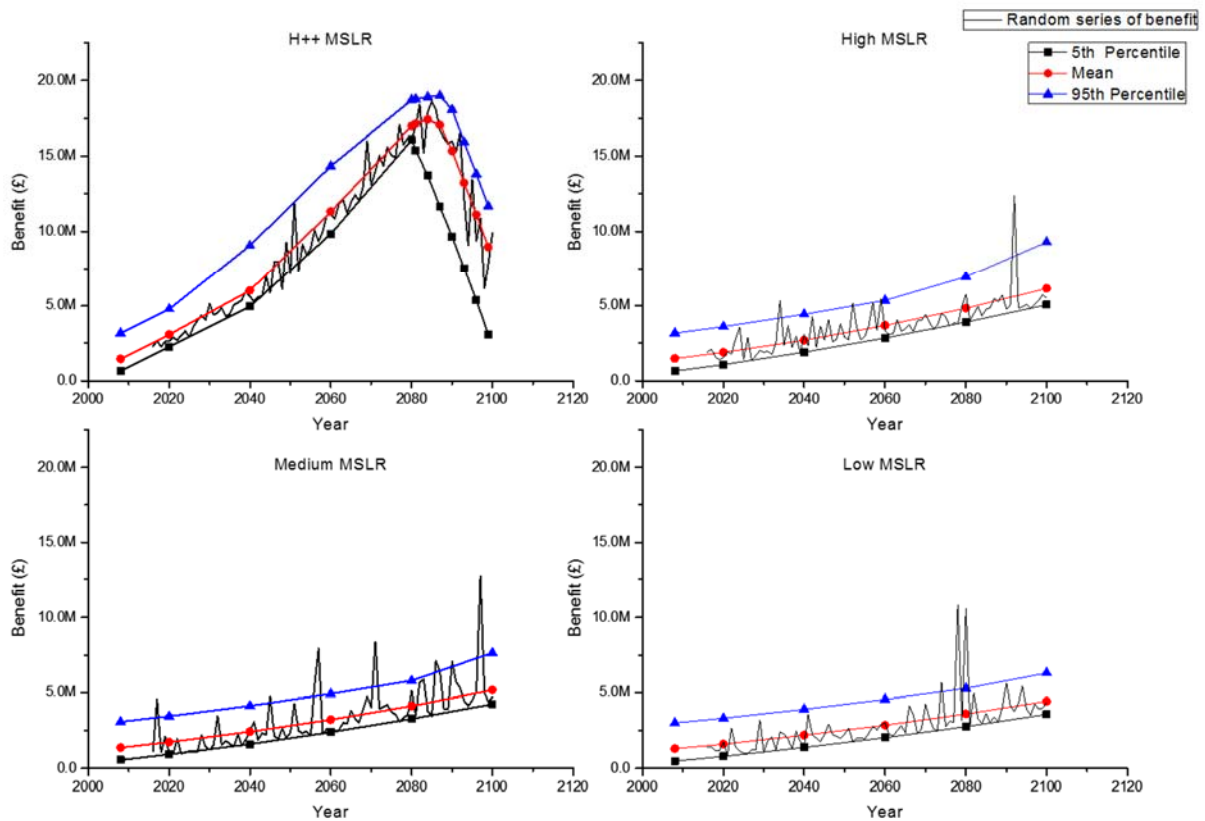 H++ MSLR
20.0M
15.0M
10.0M
5.0M
0.0
Benefit (£)
2000 2020 2040 2060 2080 2100 2120
Year
High MSLR
Random series of benefit
5th Percentile
Mean
95th Percentile
20.0M
15.0M
10.0M
5.0M
0.0
Benefit (£)
2000 2020 2040 2060 2080 2100 2120
Year
Medium MSLR
20.0M
15.0M
10.0M
5.0M
0.0
Benefit (£)
2000 2020 2040 2060 2080 2100 2120
Year
Low MSLR
20.0M
15.0M
10.0M
5.0M
0.0
Benefit (£)
2000 2020 2040 2060 2080 2100 2120
Year